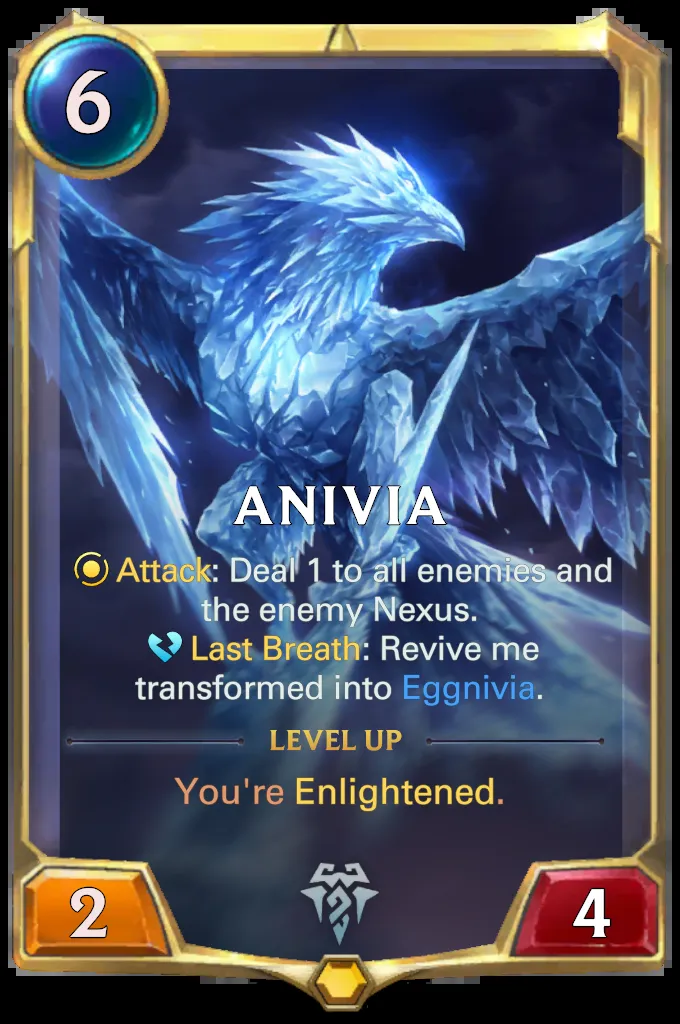 6
ANIVIA
Attack: Deal 1 to all enemies and
the enemy Nexus.
Last Breath: Revive me
transformed into Eggnivia.
LEVEL UP
You're Enlightened.
2
4